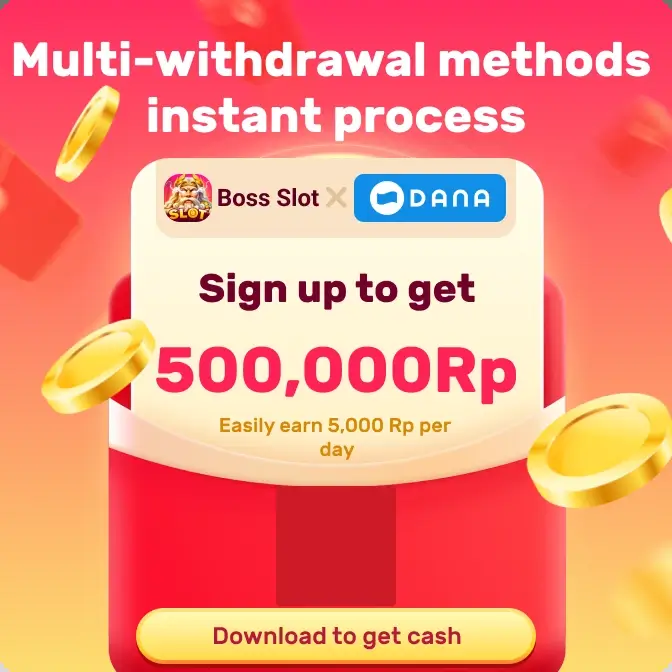 Multi-withdrawal methods
instant process
SLOT
Boss Slot X DANA
Sign up to get
500,000Rp
Easily earn 5,000 Rp per
day
Download to get cash